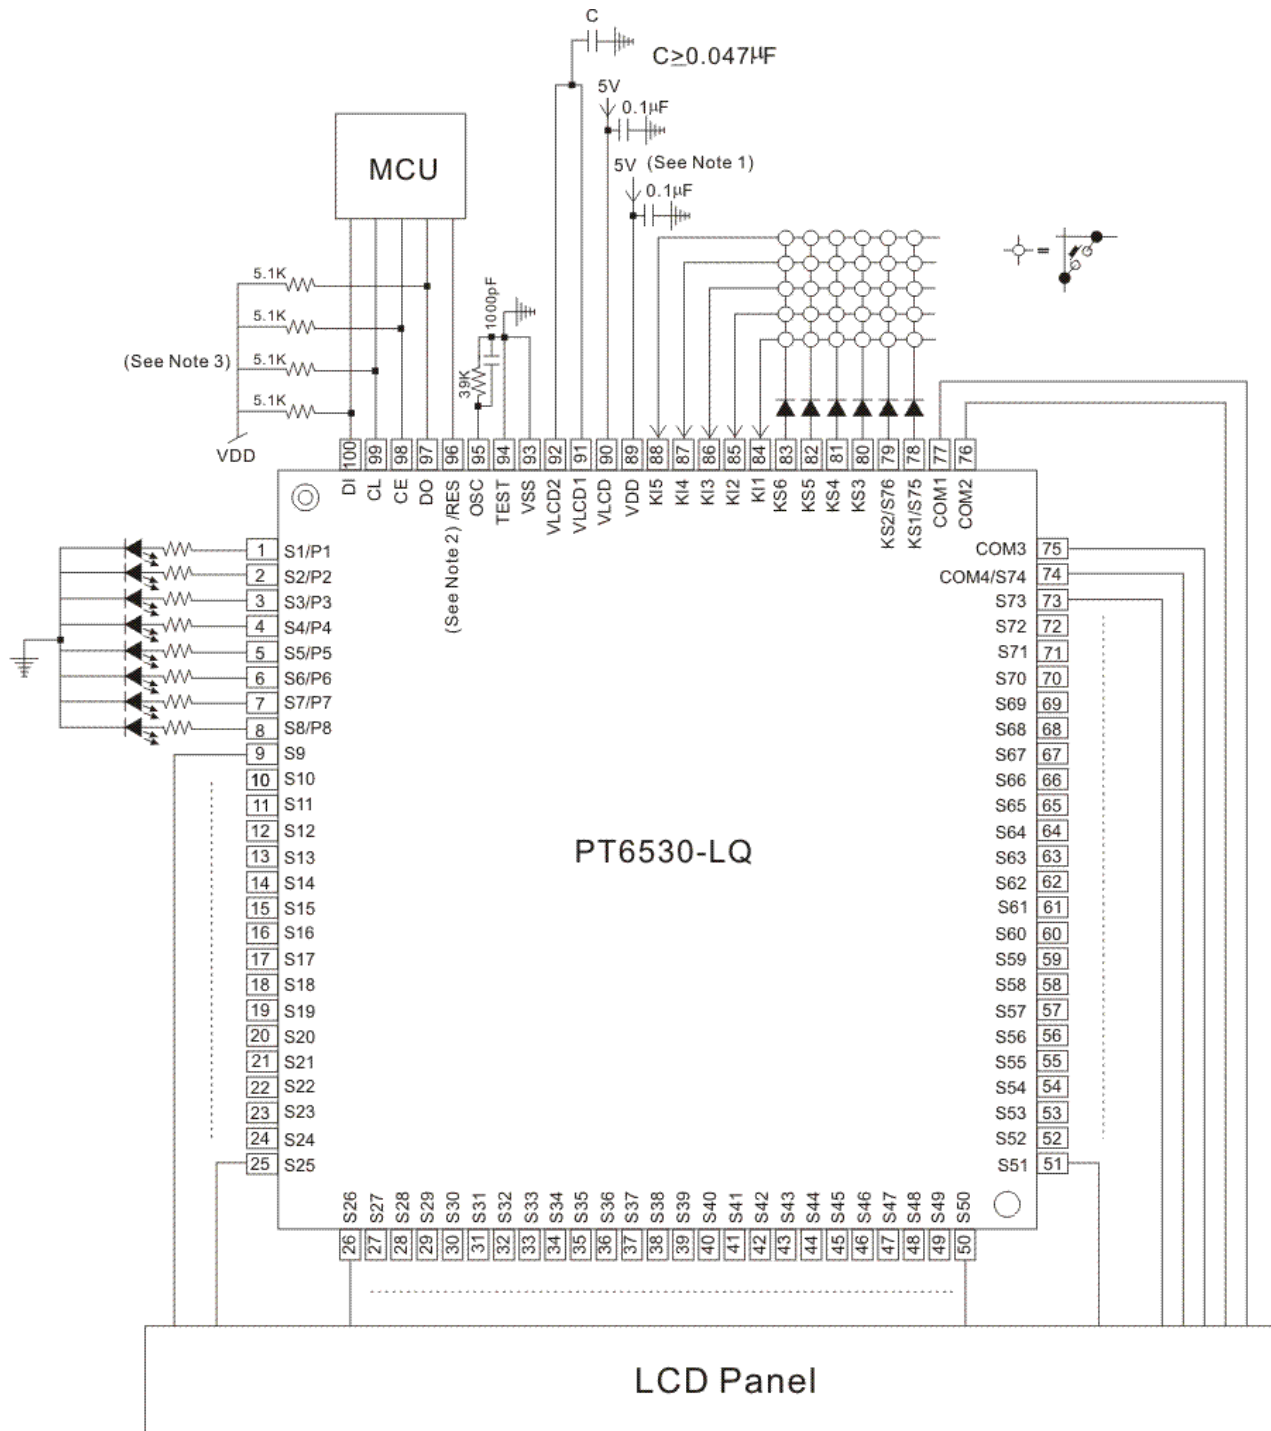 C
C≥0.047µF
5V
0.1µF
5V (See Note 1)
0.1µF
MCU
5.1K
5.1K
(See Note 3)
5.1K
5.1K
VDD
39K
1000pF
=
100
99
98
97
96
95
94
93
92
91
90
89
88
87
86
85
84
83
82
81
80
79
78
77
76
DI
CL
CE
DO
(See Note 2) /RES
OSC
TEST
VSS
VLCD2
VLCD1
VLCD
VDD
KI5
KI4
KI3
KI2
KI1
KS6
KS5
KS4
KS3
KS2/S76
KS1/S75
COM1
COM2
1 S1/P1
2 S2/P2
3 S3/P3
4 S4/P4
5 S5/P5
6 S6/P6
7 S7/P7
8 S8/P8
9 S9
10 S10
11 S11
12 S12
13 S13
14 S14
15 S15
16 S16
17 S17
18 S18
19 S19
20 S20
21 S21
22 S22
23 S23
24 S24
25 S25
PT6530-LQ
COM3 75
COM4/S74 74
S73 73
S72 72
S71 71
S70 70
S69 69
S68 68
S67 67
S66 66
S65 65
S64 64
S63 63
S62 62
S61 61
S60 60
S59 59
S58 58
S57 57
S56 56
S55 55
S54 54
S53 53
S52 52
S51 51
S26
S27
S28
S29
S30
S31
S32
S33
S34
S35
S36
S37
S38
S39
S40
S41
S42
S43
S44
S45
S46
S47
S48
S49
S50
26
27
28
29
30
31
32
33
34
35
36
37
38
39
40
41
42
43
44
45
46
47
48
49
50
LCD Panel